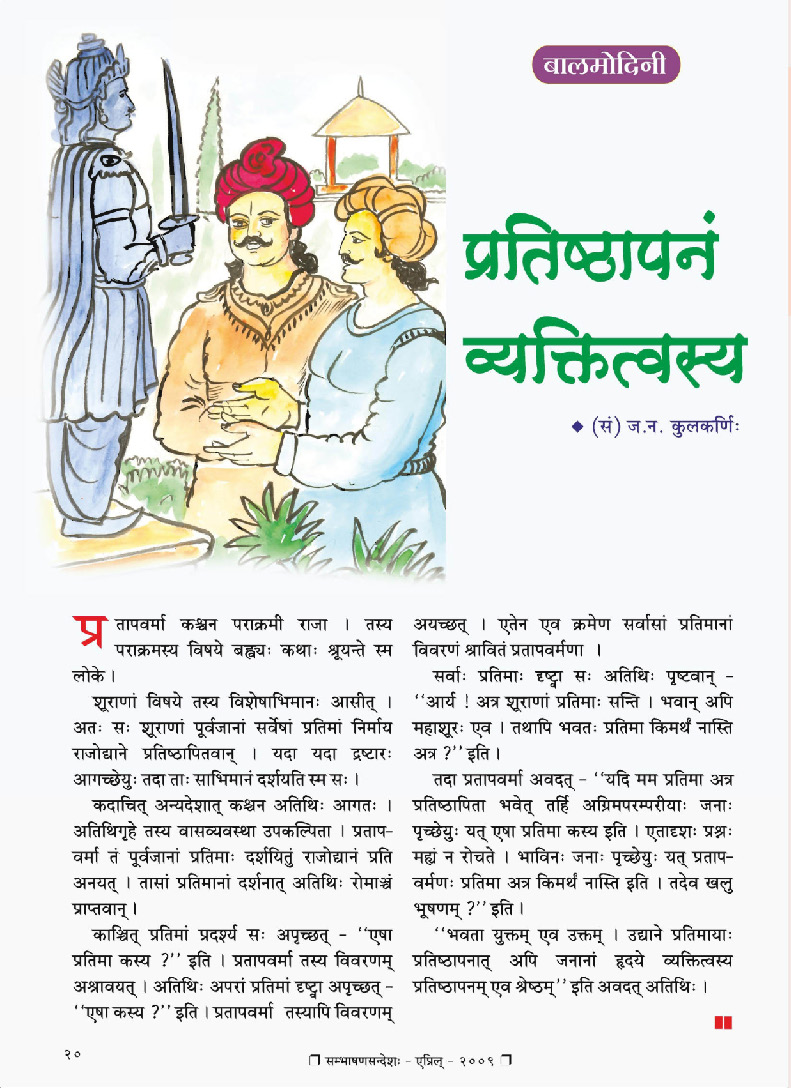 बालमोदिनी
प्रतिष्ठापनं
व्यक्तित्वस्य
◆ (सं) ज.न. कुलकर्णिः
प्रतापवर्मा कश्चन पराक्रमी राजा । तस्य
पराक्रमस्य विषये बह्व्यः कथाः श्रूयन्ते स्म
लोके ।
शूराणां विषये तस्य विशेषाभिमानः आसीत् ।
अतः सः शूराणां पूर्वजानां सर्वेषां प्रतिमां निर्माय
राजोद्याने प्रतिष्ठापितवान् । यदा यदा द्रष्टारः
आगच्छेयुः तदा ताः साभिमानं दर्शयति स्म सः ।
कदाचित् अन्यदेशात् कश्चन अतिथिः आगतः ।
अतिथिगृहे तस्य वासव्यवस्था उपकल्पिता । प्रताप-
वर्मा तं पूर्वजानां प्रतिमाः दर्शयितुं राजोद्यानं प्रति
अनयत् । तासां प्रतिमानां दर्शनात् अतिथिः रोमाञ्चं
प्राप्तवान् ।
काञ्चित् प्रतिमां प्रदर्श्य सः अपृच्छत् - ‘‘एषा
प्रतिमा कस्य ?’’ इति । प्रतापवर्मा तस्य विवरणम्
अश्रावयत् । अतिथिः अपरां प्रतिमां दृष्ट्वा अपृच्छत् -
‘‘एषा कस्य ?’’ इति । प्रतापवर्मा तस्यापि विवरणम्
अयच्छत् । एतेन एव क्रमेण सर्वासां प्रतिमानां
विवरणं श्रावितं प्रतापवर्मणा ।
सर्वाः प्रतिमाः दृष्ट्वा सः अतिथिः पृष्टवान् -
‘‘आर्य ! अत्र शूराणां प्रतिमाः सन्ति । भवान् अपि
महाशूरः एव । तथापि भवतः प्रतिमा किमर्थं नास्ति
अत्र ?’’ इति ।
तदा प्रतापवर्मा अवदत् - ‘‘यदि मम प्रतिमा अत्र
प्रतिष्ठापिता भवेत् तर्हि अग्रिमपरम्परीयाः जनाः
पृच्छेयुः यत् एषा प्रतिमा कस्य इति । एतादृशः प्रश्नः
मह्यं न रोचते । भाविनः जनाः पृच्छेयुः यत् प्रताप-
वर्मणः प्रतिमा अत्र किमर्थं नास्ति इति । तदेव खलु
भूषणम् ?’’ इति ।
‘‘भवता युक्तम् एव उक्तम् । उद्याने प्रतिमायाः
प्रतिष्ठापनात् अपि जनानां हृदये व्यक्तित्वस्य
प्रतिष्ठापनम् एव श्रेष्ठम्’’ इति अवदत् अतिथिः ।
२०
❐ सम्भाषणसन्देशः - एप्रिल् - २००९ ❐